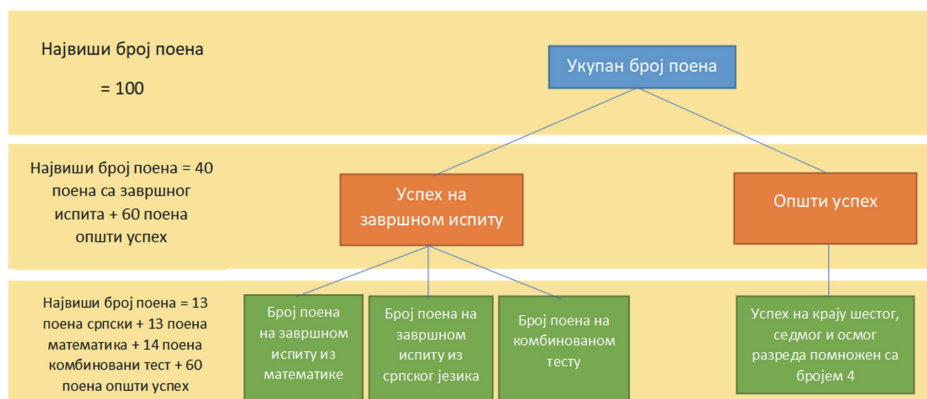 Највиши број поена
= 100
Укупан број поена
Највиши број поена = 40
поена са завршног
испита + 60 поена
општи успех
Успех на
завршном испиту
Општи успех
Највиши број поена = 13
поена српски + 13 поена
математика + 14 поена
комбиновани тест + 60
поена општи успех
Број поена
на завршном
испиту из
математике
Број поена на
завршном
испиту из
српског језика
Број поена на
комбинованом
тесту
Успех на крају шестог,
седмог и осмог
разреда помножен са
бројем 4